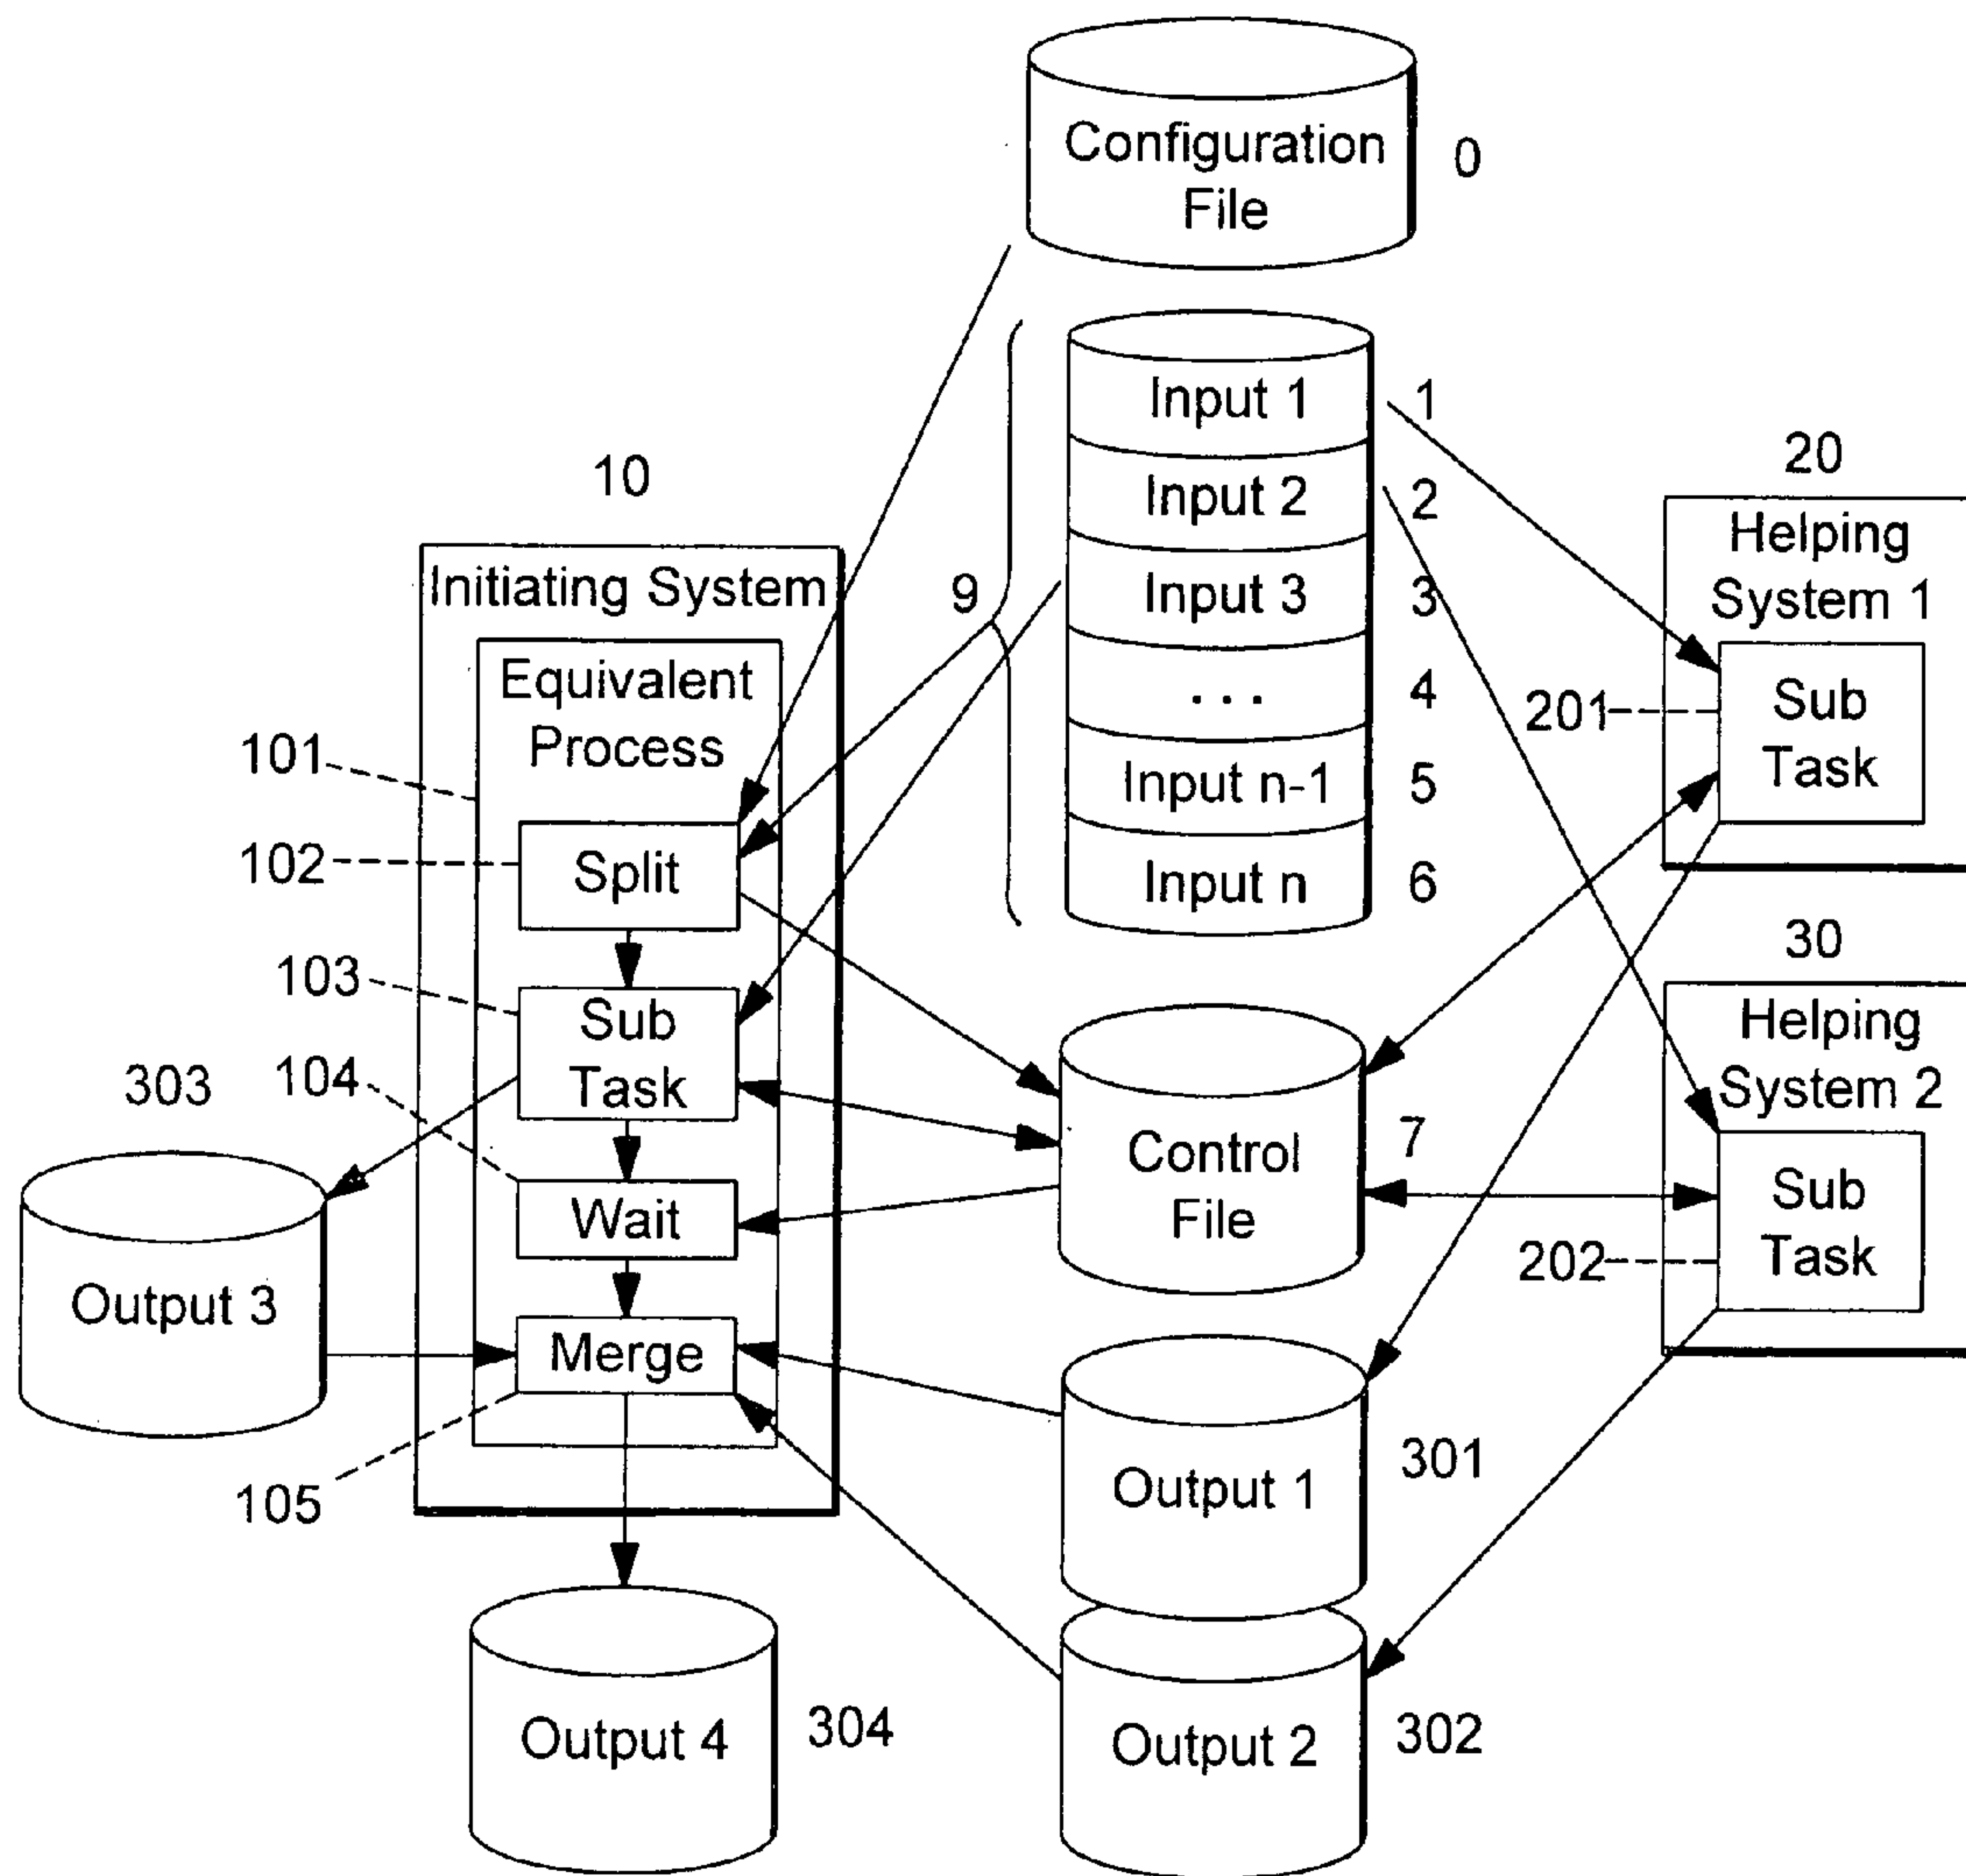 Configuration
File
0
Input 1
1
Input 2
2
Input 3
3
. . .
4
Input n-1
5
Input n
6
9
10
Initiating System
Equivalent
Process
101
102
Split
103
Sub
Task
104
Wait
Merge
105
303
Output 3
Output 4
304
Control
File
7
Output 1
301
Output 2
302
20
Helping
System 1
201
Sub
Task
30
Helping
System 2
202
Sub
Task